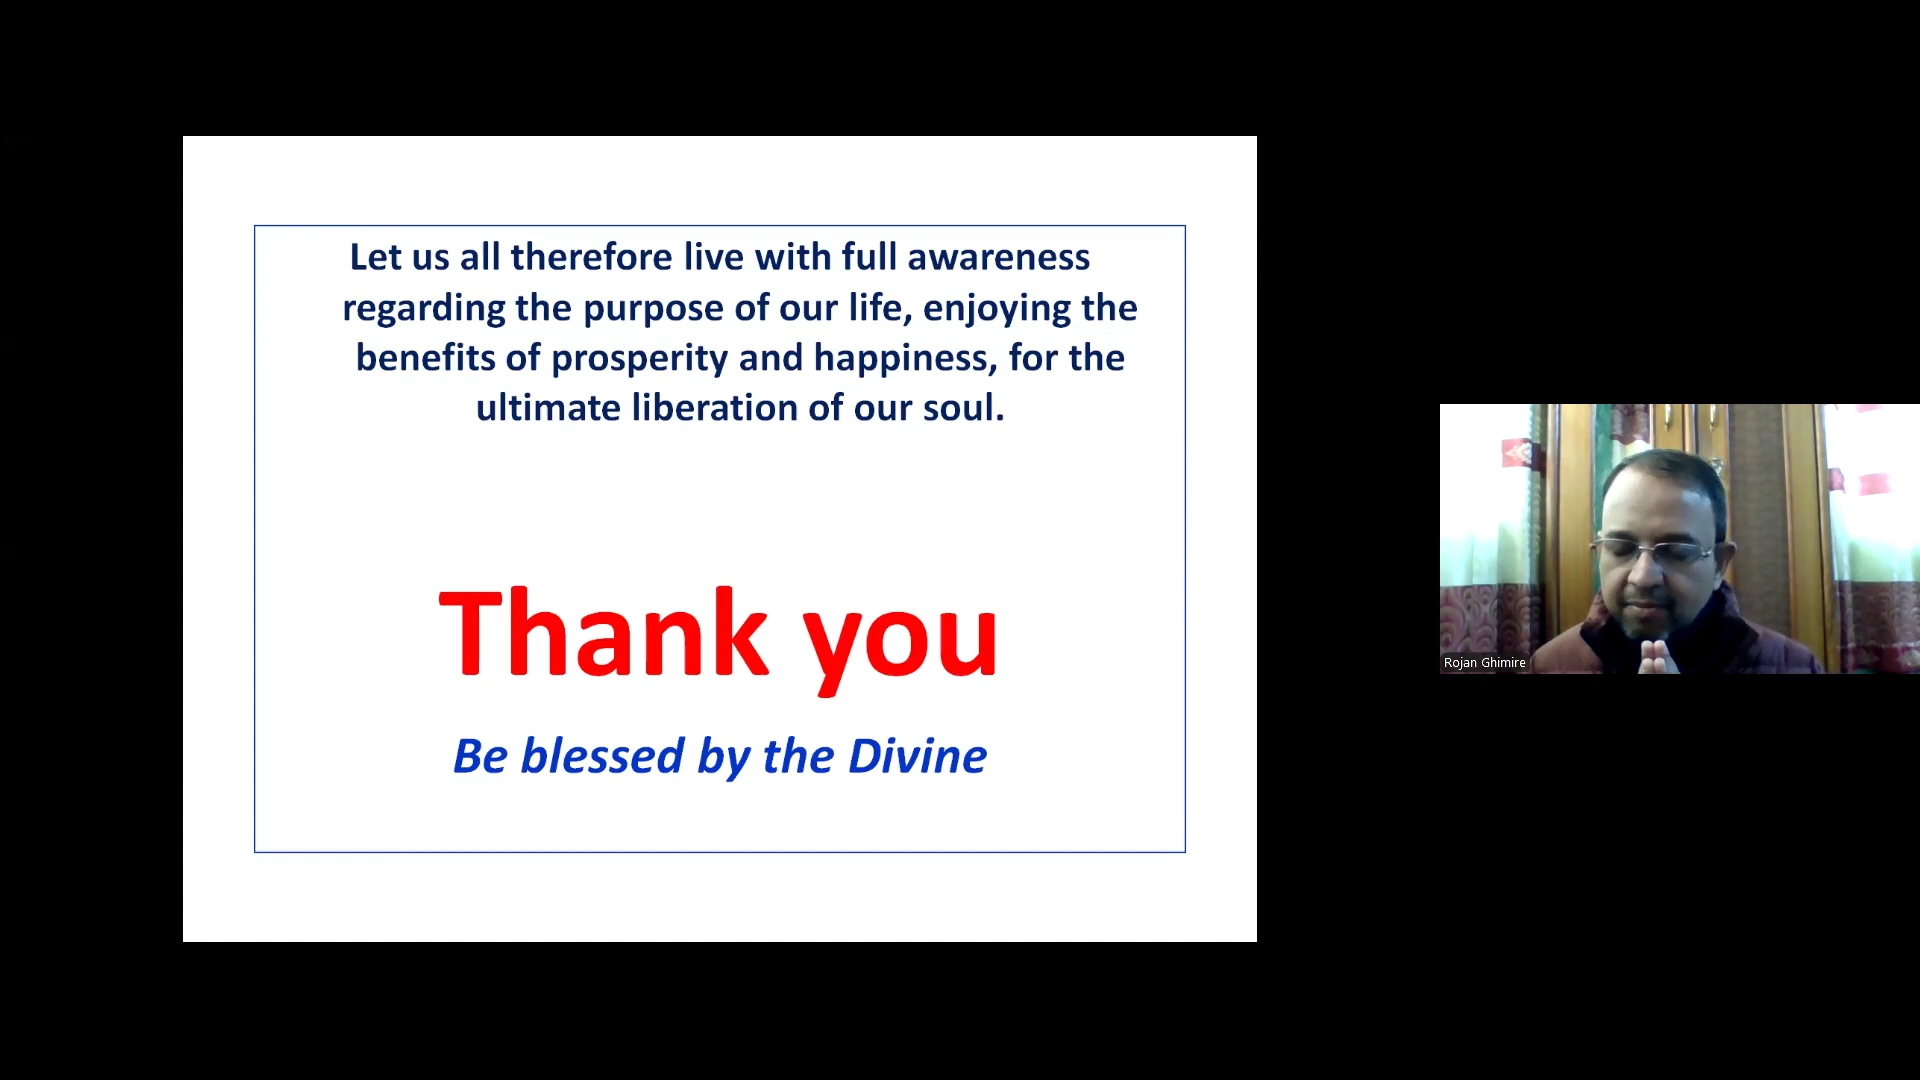 Let us all therefore live with full awareness
regarding the purpose of our life, enjoying the
benefits of prosperity and happiness, for the
ultimate liberation of our soul.
Thank you
Be blessed by the Divine
Rojan Ghimire